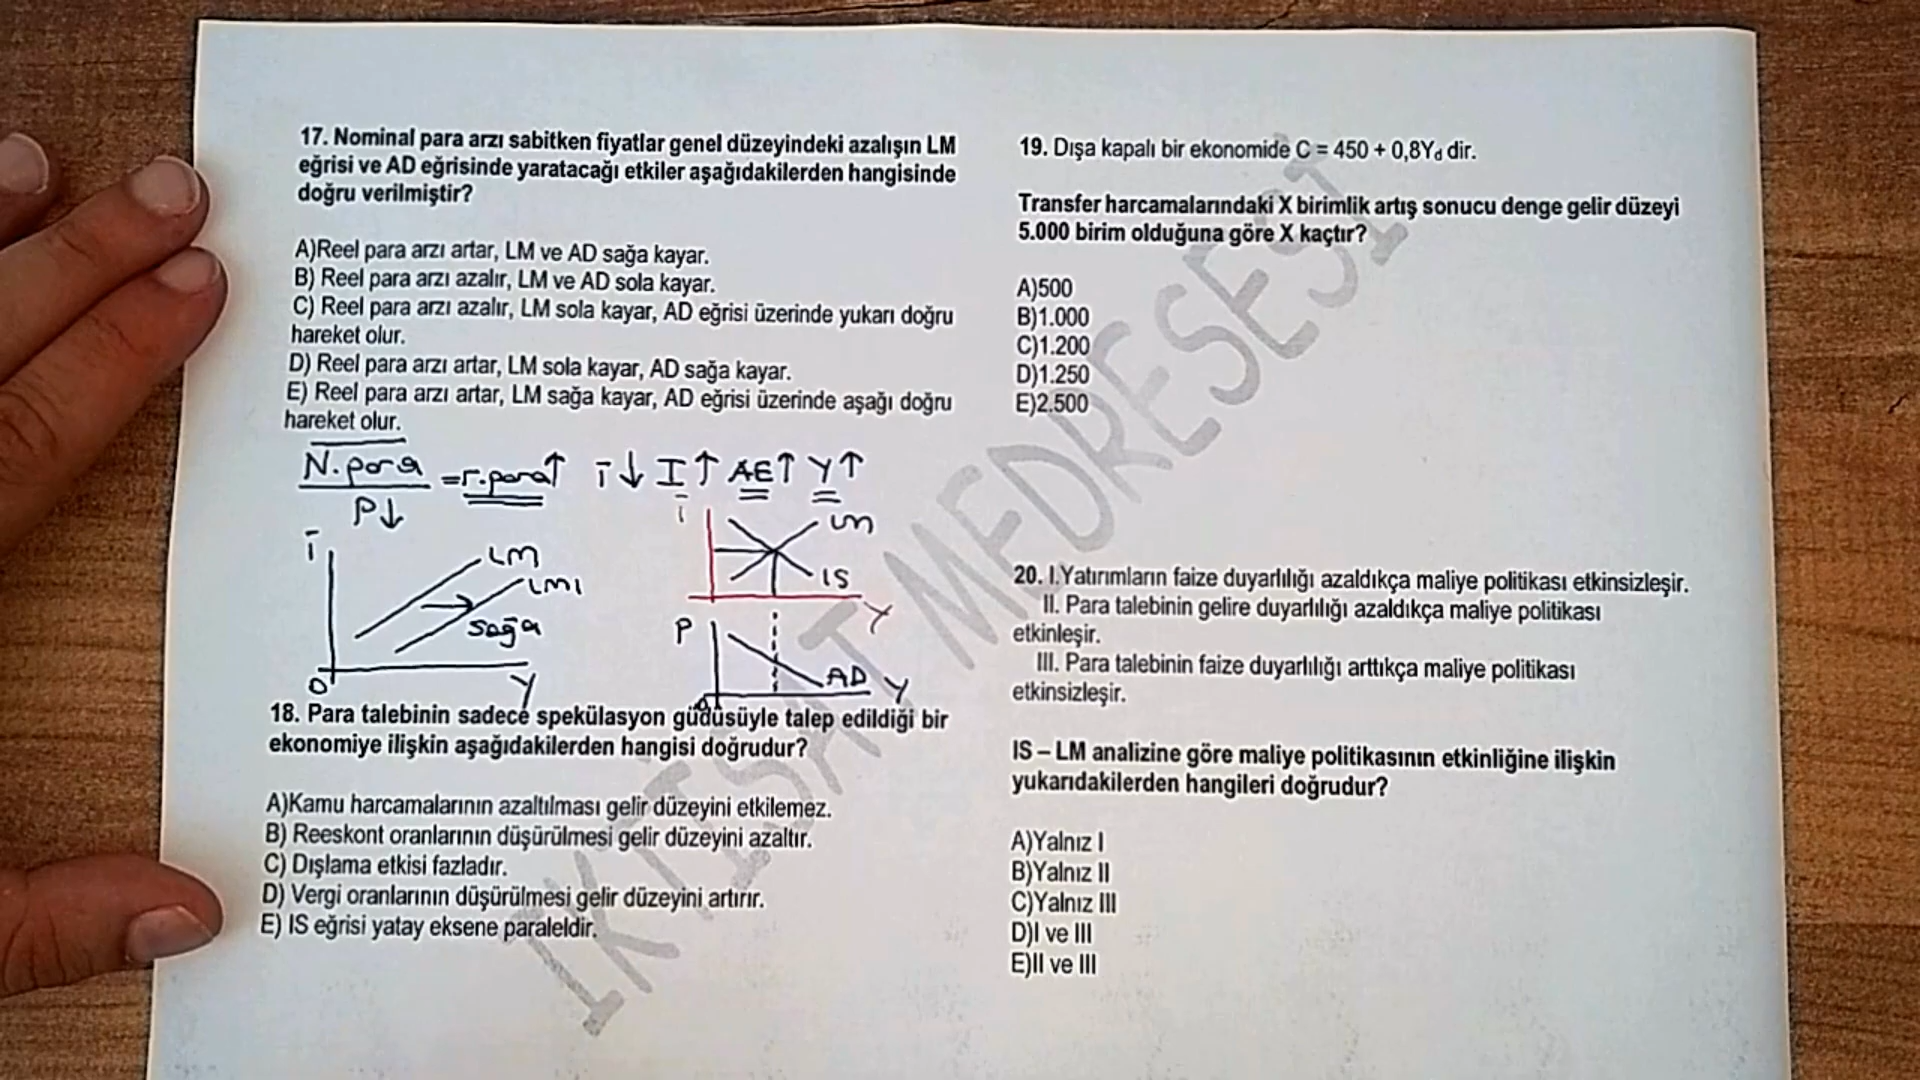 17. Nominal para arzı sabitken fiyatlar genel düzeyindeki azalışın LM
eğrisi ve AD eğrisinde yaratacağı etkiler aşağıdakilerden hangisinde
doğru verilmiştir?
A)Reel para arzı artar, LM ve AD sağa kayar.
B) Reel para arzı azalır, LM ve AD sola kayar.
C) Reel para arzı azalır, LM sola kayar, AD eğrisi üzerinde yukarı doğru
hareket olur.
D) Reel para arzı artar, LM sola kayar, AD sağa kayar.
E) Reel para arzı artar, LM sağa kayar, AD eğrisi üzerinde aşağı doğru
hareket olur.
N.para = r.para↑ i↓ I↑ AE↑ Y↑
P↓
i
LM
LM1
sağa
0
Y
i
LM
IS
Y
P
AD
Y
0
18. Para talebinin sadece spekülasyon güdüsüyle talep edildiği bir
ekonomiye ilişkin aşağıdakilerden hangisi doğrudur?
A)Kamu harcamalarının azaltılması gelir düzeyini etkilemez.
B) Reeskont oranlarının düşürülmesi gelir düzeyini azaltır.
C) Dışlama etkisi fazladır.
D) Vergi oranlarının düşürülmesi gelir düzeyini artırır.
E) IS eğrisi yatay eksene paraleldir.
19. Dışa kapalı bir ekonomide C = 450 + 0,8Yd dir.
Transfer harcamalarındaki X birimlik artış sonucu denge gelir düzeyi
5.000 birim olduğuna göre X kaçtır?
A)500
B)1.000
C)1.200
D)1.250
E)2.500
20. I.Yatırımların faize duyarlılığı azaldıkça maliye politikası etkinsizleşir.
II. Para talebinin gelire duyarlılığı azaldıkça maliye politikası
etkinleşir.
III. Para talebinin faize duyarlılığı arttıkça maliye politikası
etkinsizleşir.
IS – LM analizine göre maliye politikasının etkinliğine ilişkin
yukarıdakilerden hangileri doğrudur?
A)Yalnız I
B)Yalnız II
C)Yalnız III
D)I ve III
E)II ve III
İKTİSAT MEDRESESİ